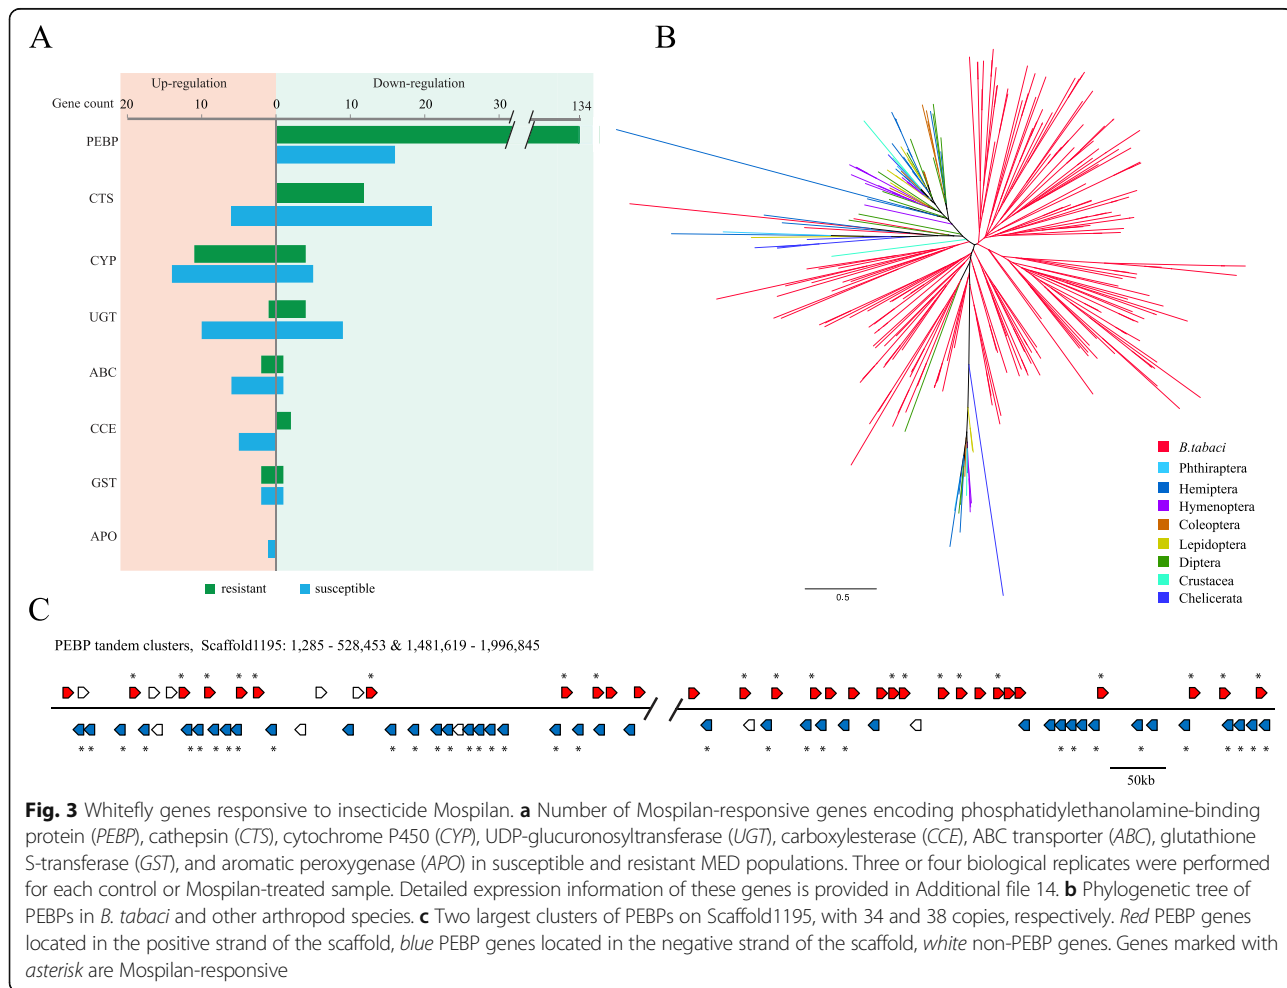 A
B
Up-regulation Down-regulation
Gene count 20 10 0 10 20 30 134
PEBP
CTS
CYP
UGT
ABC
CCE
GST
APO
resistant susceptible
B.tabaci
Phthiraptera
Hemiptera
Hymenoptera
Coleoptera
Lepidoptera
Diptera
Crustacea
Chelicerata
0.5
C
PEBP tandem clusters, Scaffold1195: 1,285 - 528,453 & 1,481,619 - 1,996,845
50kb
Fig. 3 Whitefly genes responsive to insecticide Mospilan. a Number of Mospilan-responsive genes encoding phosphatidylethanolamine-binding
protein (PEBP), cathepsin (CTS), cytochrome P450 (CYP), UDP-glucuronosyltransferase (UGT), carboxylesterase (CCE), ABC transporter (ABC), glutathione
S-transferase (GST), and aromatic peroxygenase (APO) in susceptible and resistant MED populations. Three or four biological replicates were performed
for each control or Mospilan-treated sample. Detailed expression information of these genes is provided in Additional file 14. b Phylogenetic tree of
PEBPs in B. tabaci and other arthropod species. c Two largest clusters of PEBPs on Scaffold1195, with 34 and 38 copies, respectively. Red PEBP genes
located in the positive strand of the scaffold, blue PEBP genes located in the negative strand of the scaffold, white non-PEBP genes. Genes marked with
asterisk are Mospilan-responsive